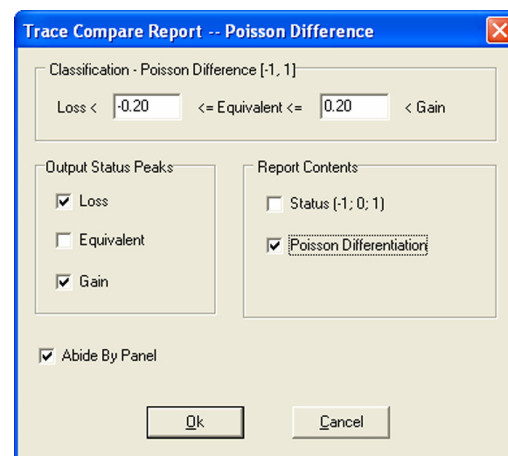 Trace Compare Report -- Poisson Difference
Classification - Poisson Difference [-1, 1]
Loss < -0.20 <= Equivalent <= 0.20 < Gain
Output Status Peaks
Loss
Equivalent
Gain
Report Contents
Status (-1; 0; 1)
Poisson Differentiation
Abide By Panel
Ok
Cancel